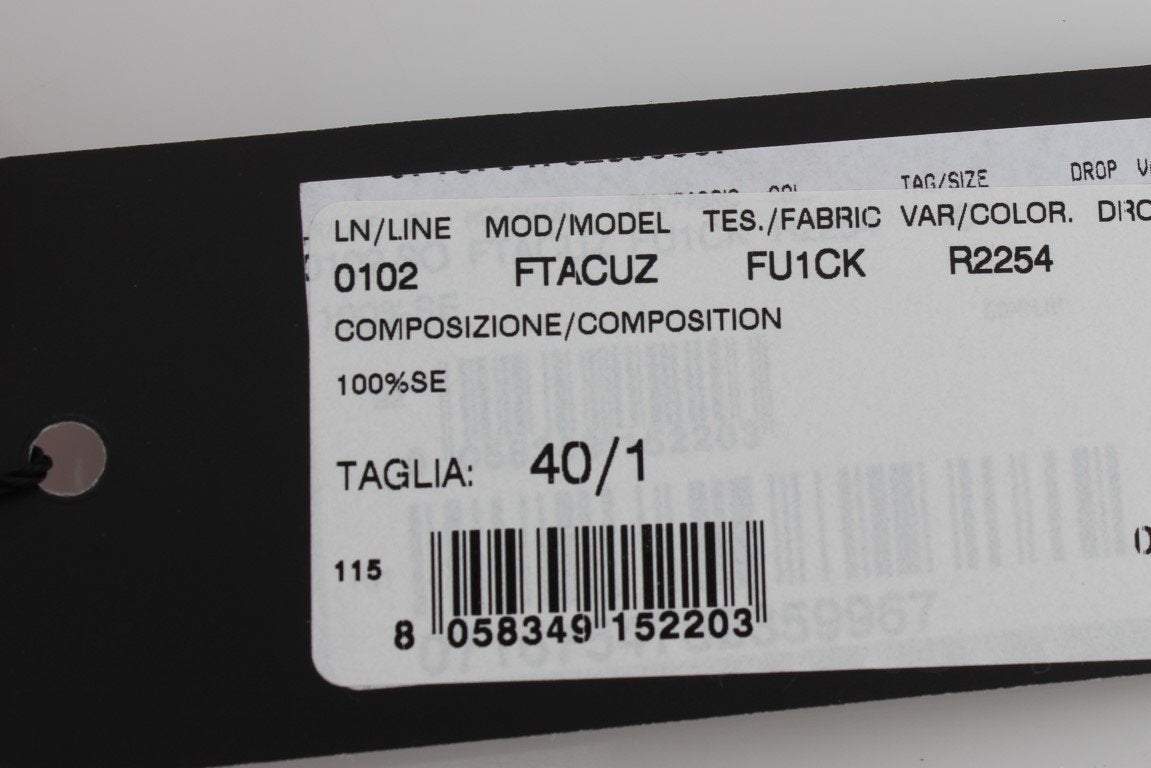 TAG/SIZE DROP
LN/LINE MOD/MODEL TES./FABRIC VAR/COLOR.
0102 FTACUZ FU1CK R2254
COMPOSIZIONE/COMPOSITION
100%SE
TAGLIA: 40/1
115
8 058349 152203